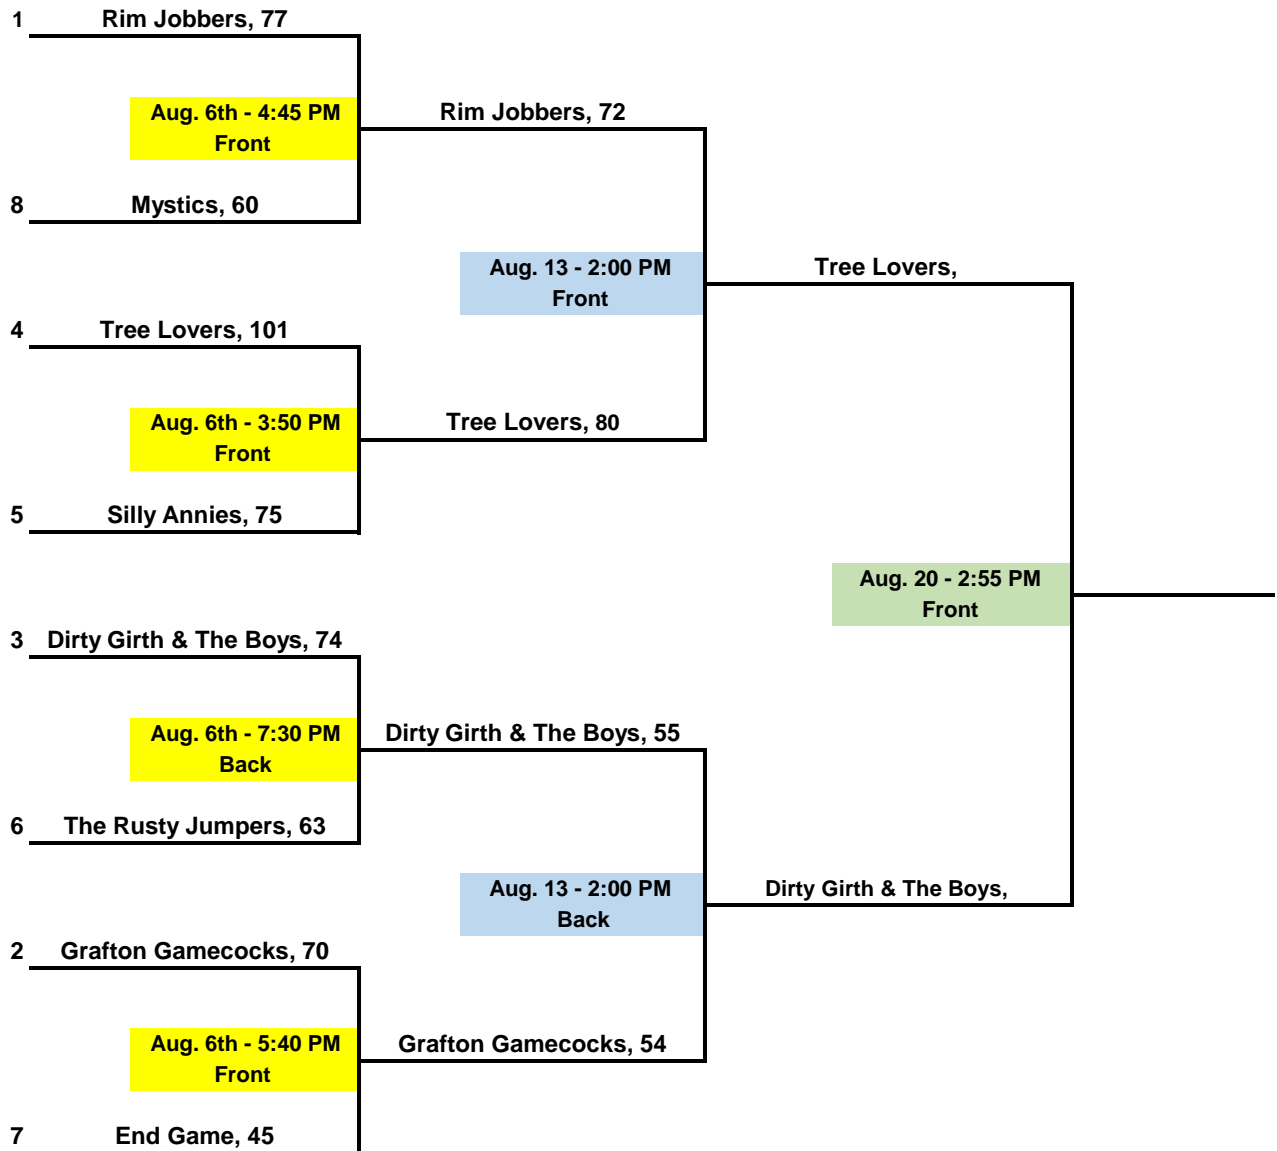 1 Rim Jobbers, 77
Aug. 6th - 4:45 PM
Front
Rim Jobbers, 72
8 Mystics, 60
Aug. 13 - 2:00 PM
Front
Tree Lovers,
4 Tree Lovers, 101
Aug. 6th - 3:50 PM
Front
Tree Lovers, 80
5 Silly Annies, 75
Aug. 20 - 2:55 PM
Front
3 Dirty Girth & The Boys, 74
Aug. 6th - 7:30 PM
Back
Dirty Girth & The Boys, 55
6 The Rusty Jumpers, 63
Aug. 13 - 2:00 PM
Back
Dirty Girth & The Boys,
2 Grafton Gamecocks, 70
Aug. 6th - 5:40 PM
Front
Grafton Gamecocks, 54
7 End Game, 45